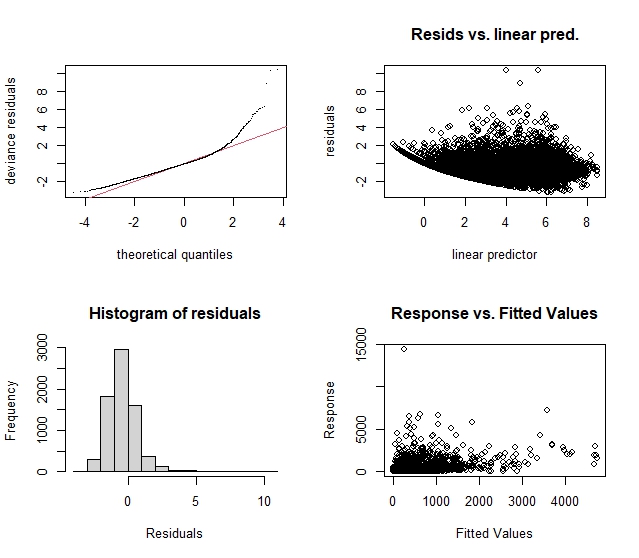 deviance residuals
-2 2 4 6 8
-4 -2 0 2 4
theoretical quantiles
Resids vs. linear pred.
residuals
-2 2 4 6 8
0 2 4 6 8
linear predictor
Histogram of residuals
Frequency
0 1000 3000
0 5 10
Residuals
Response vs. Fitted Values
Response
0 5000 15000
0 1000 2000 3000 4000
Fitted Values